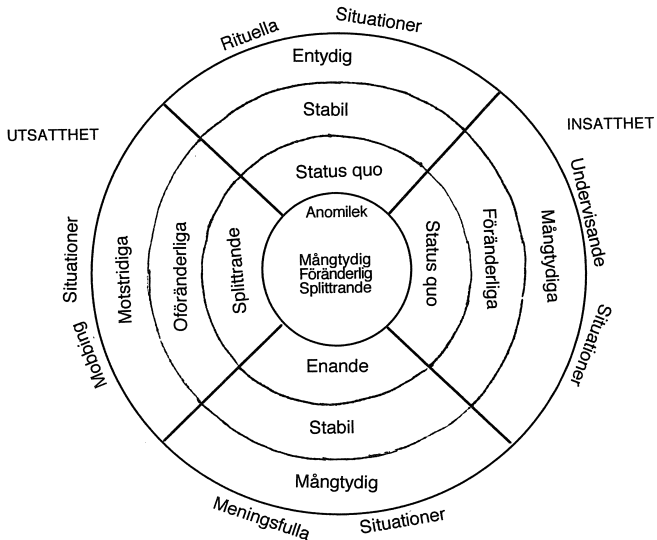 Rituella Situationer
Entydig
Stabil
Status quo
UTSATTHET
INSATTHET
Mobbing Situationer
Motstridiga
Oföränderliga
Splittrande
Anomilek
Mångtydig
Föränderlig
Splittrande
Status quo
Föränderliga
Mångtydiga
Undervisande Situationer
Enande
Stabil
Mångtydig
Meningsfulla Situationer